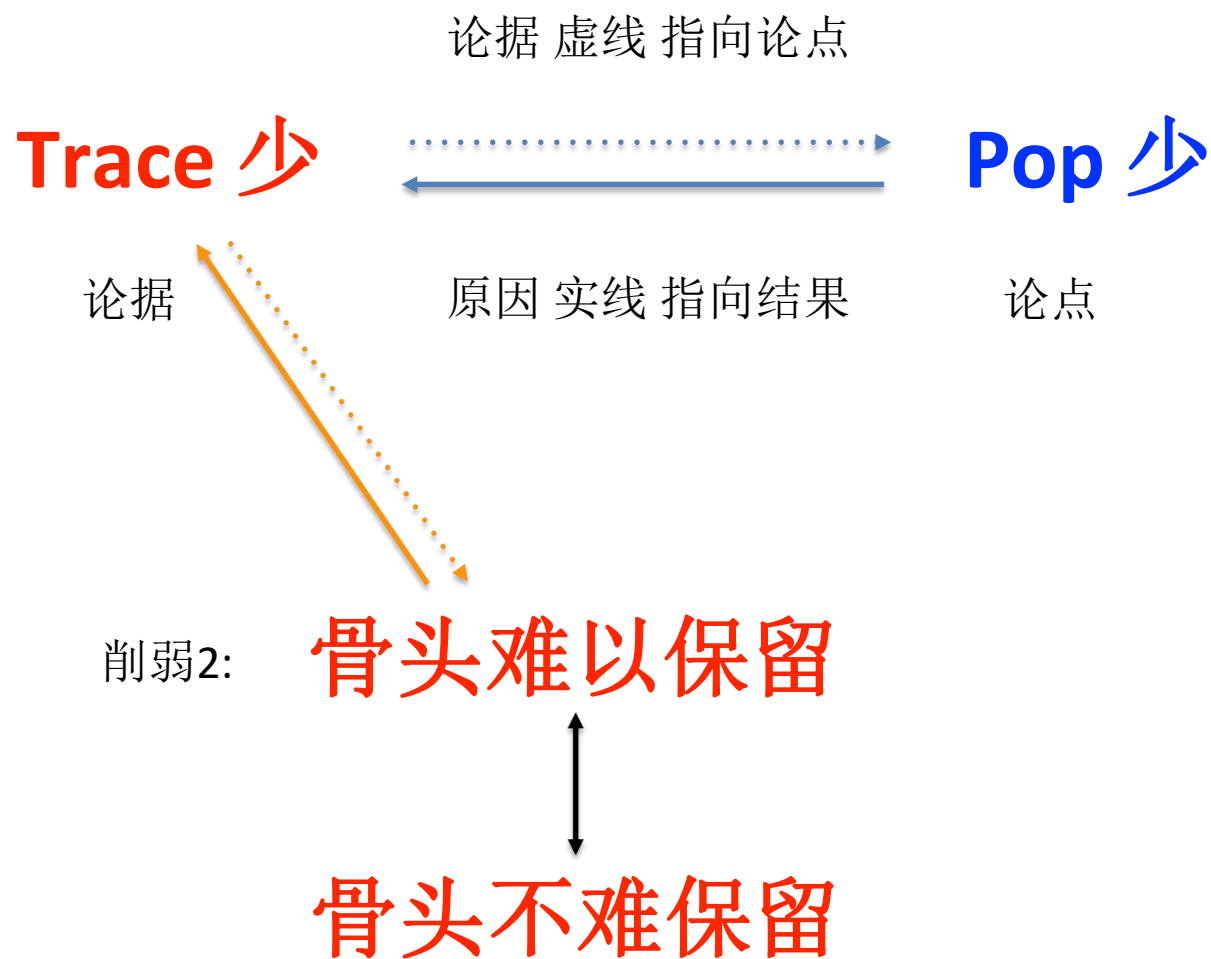 论据 虚线 指向论点
Trace 少
Pop 少
论据
原因 实线 指向结果
论点
削弱2:
骨头难以保留
骨头不难保留